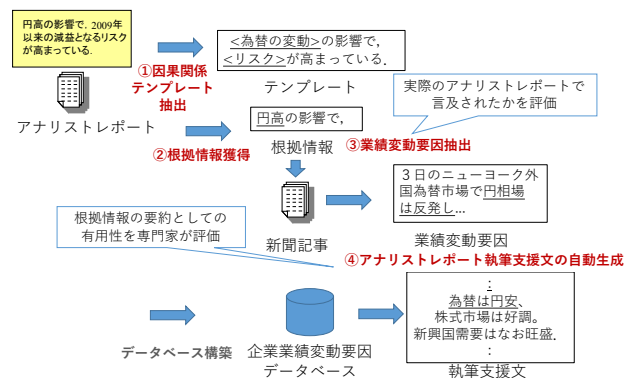 円高の影響で、2009年
以来の減益となるリスク
が高まっている.
①因果関係
テンプレート
抽出
<為替の変動>の影響で，
<リスク>が高まっている．
テンプレート
アナリストレポート
②根拠情報獲得
円高の影響で，
根拠情報
実際のアナリストレポートで
言及されたかを評価
③業績変動要因抽出
新聞記事
３日のニューヨーク外
国為替市場で円相場
は反発し...
業績変動要因
根拠情報の要約としての
有用性を専門家が評価
④アナリストレポート執筆支援文の自動生成
データベース構築
企業業績変動要因
データベース
:
為替は円安、
株式市場は好調。
新興国需要はなお旺盛.
:
執筆支援文